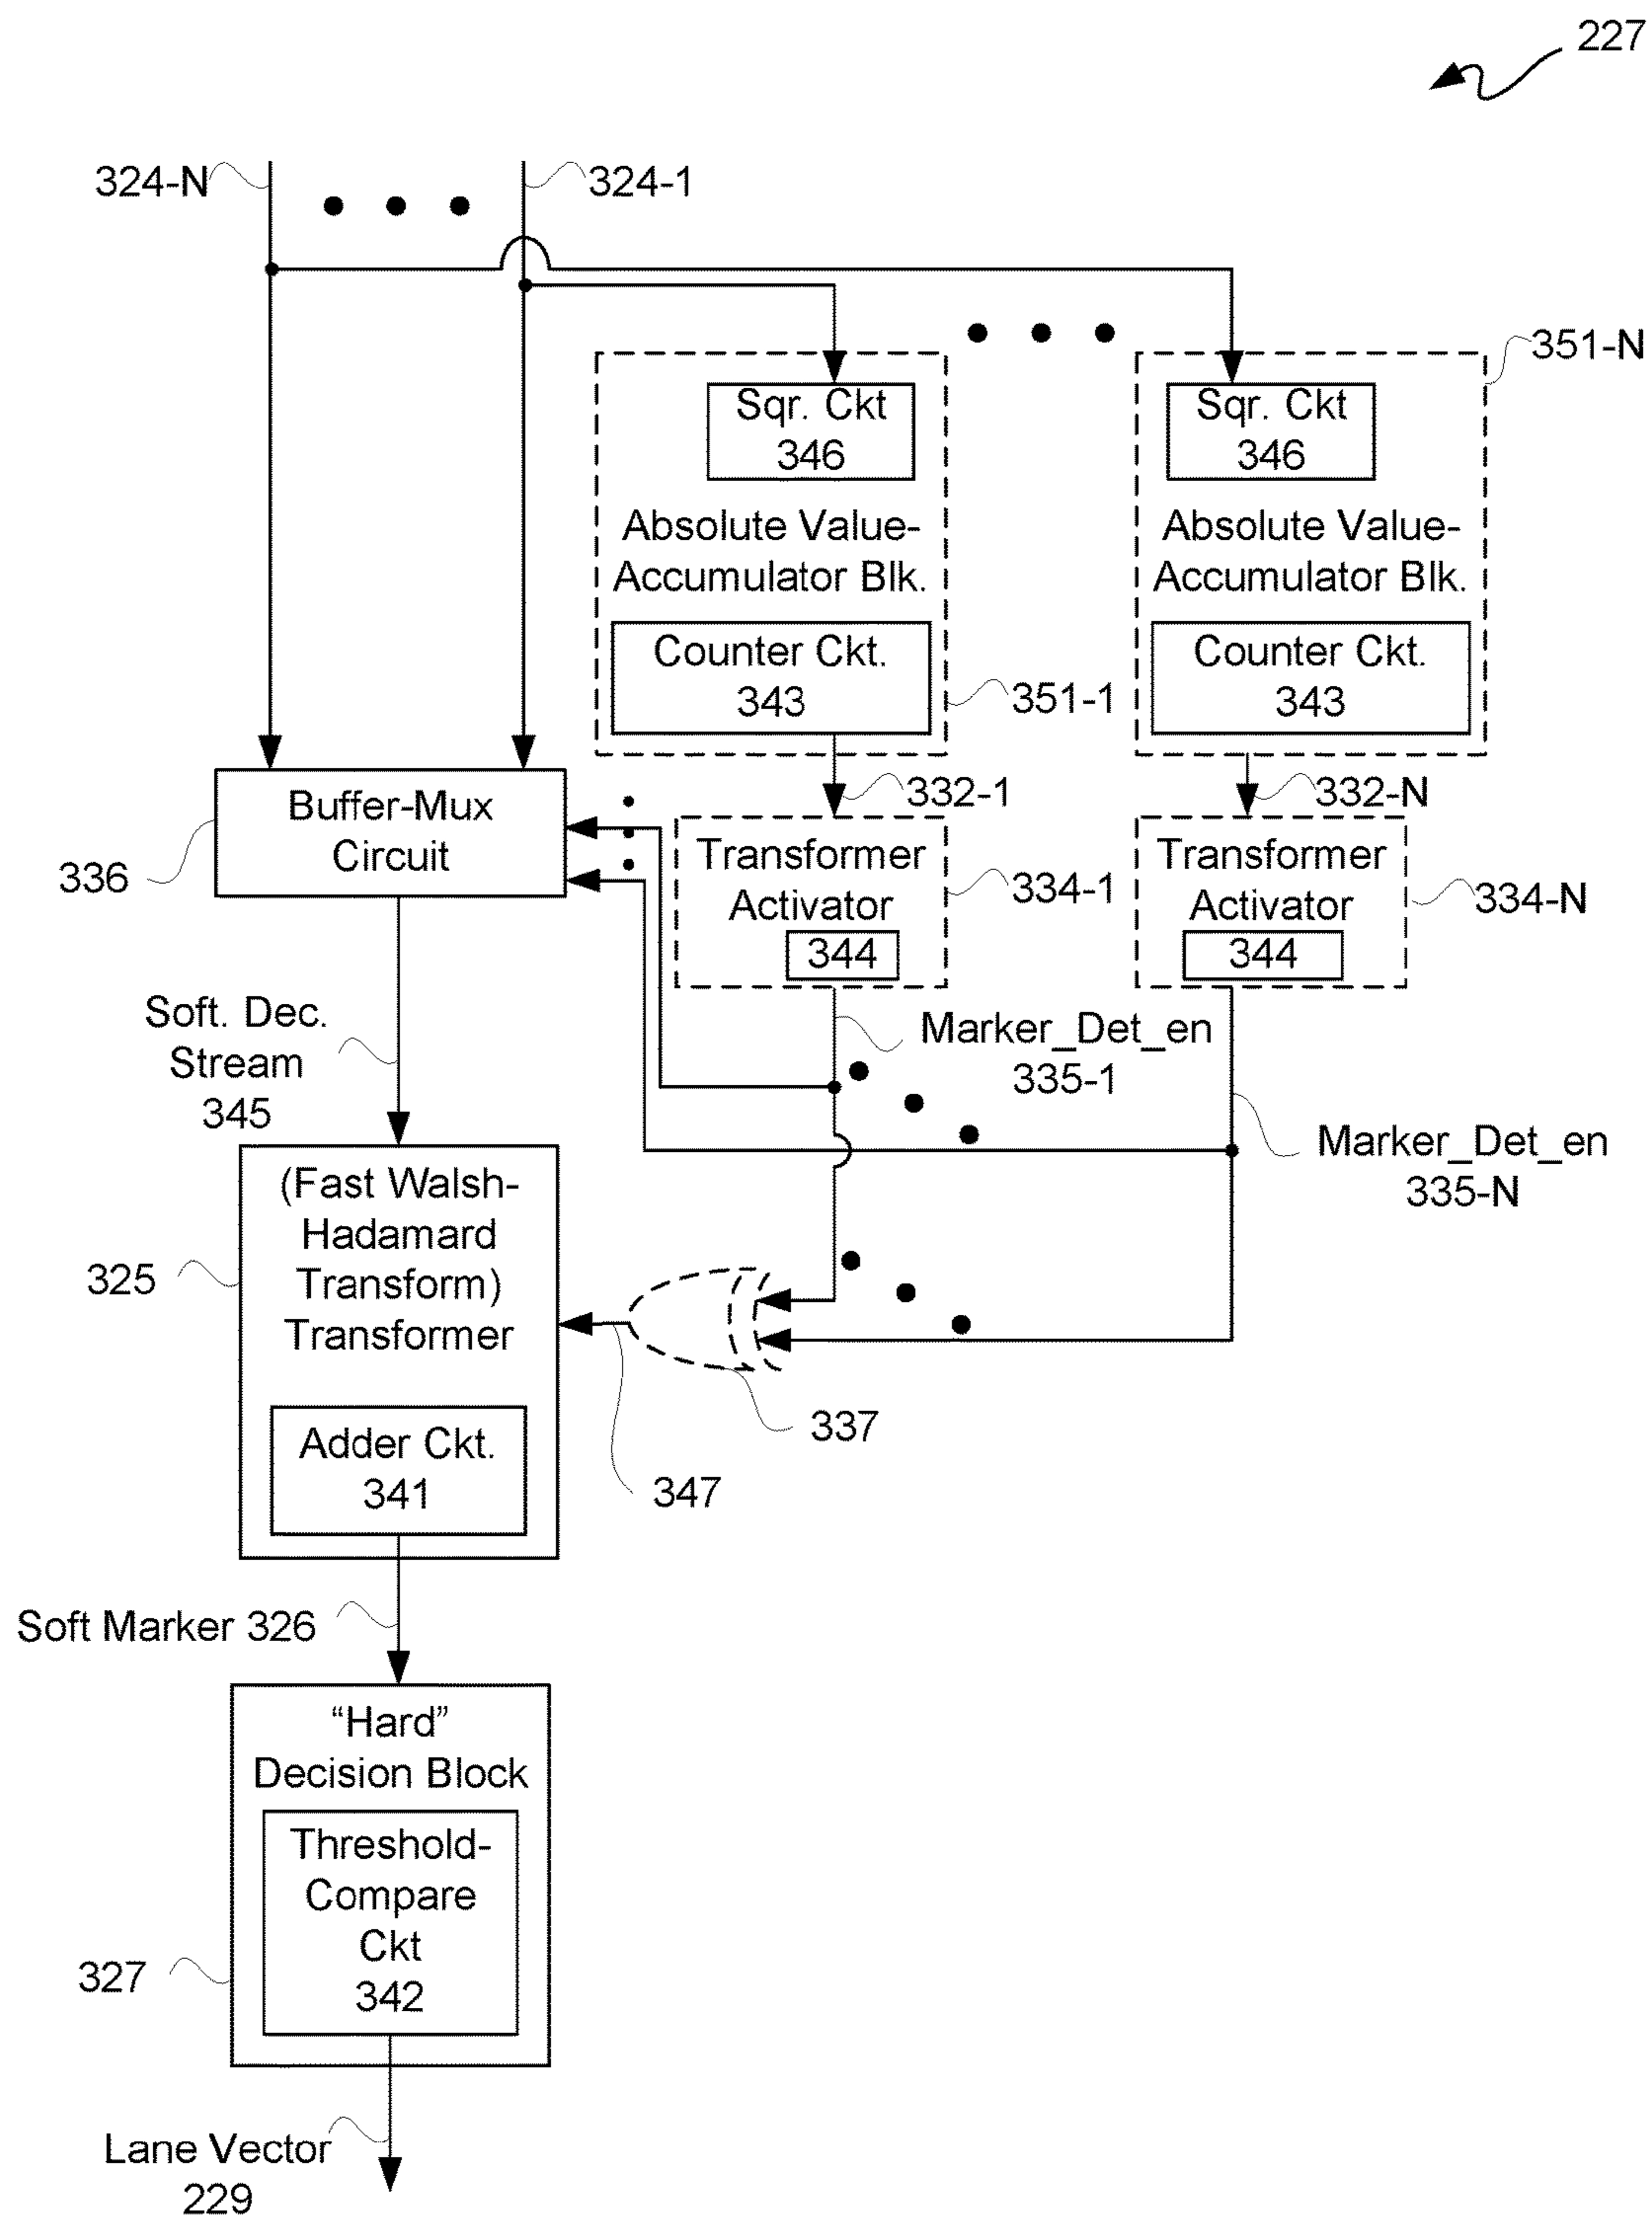 227
324-N
324-1
351-N
Sqr. Ckt
346
Sqr. Ckt
346
Absolute Value-
Accumulator Blk.
Absolute Value-
Accumulator Blk.
Counter Ckt.
343
Counter Ckt.
343
351-1
332-1
332-N
Buffer-Mux
Circuit
336
Transformer
Activator
344
334-1
Transformer
Activator
344
334-N
Soft. Dec.
Stream
345
Marker_Det_en
335-1
Marker_Det_en
335-N
(Fast Walsh-
Hadamard
Transform)
Transformer
325
337
347
Adder Ckt.
341
Soft Marker 326
“Hard”
Decision Block
Threshold-
Compare
Ckt
342
327
Lane Vector
229